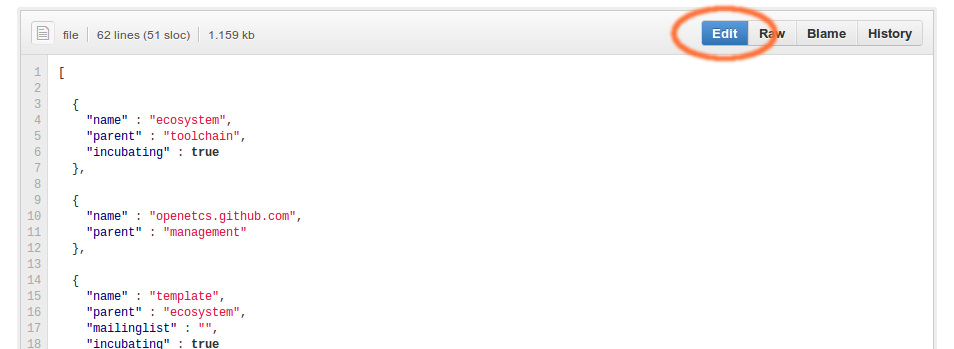 file 62 lines (51 sloc) 1.159 kb Edit Raw Blame History
1 [
2
3 {
4 "name" : "ecosystem",
5 "parent" : "toolchain",
6 "incubating" : true
7 },
8
9 {
10 "name" : "openetcs.github.com",
11 "parent" : "management"
12 },
13
14 {
15 "name" : "template",
16 "parent" : "ecosystem",
17 "mailinglist" : "",
18 "incubating" : true